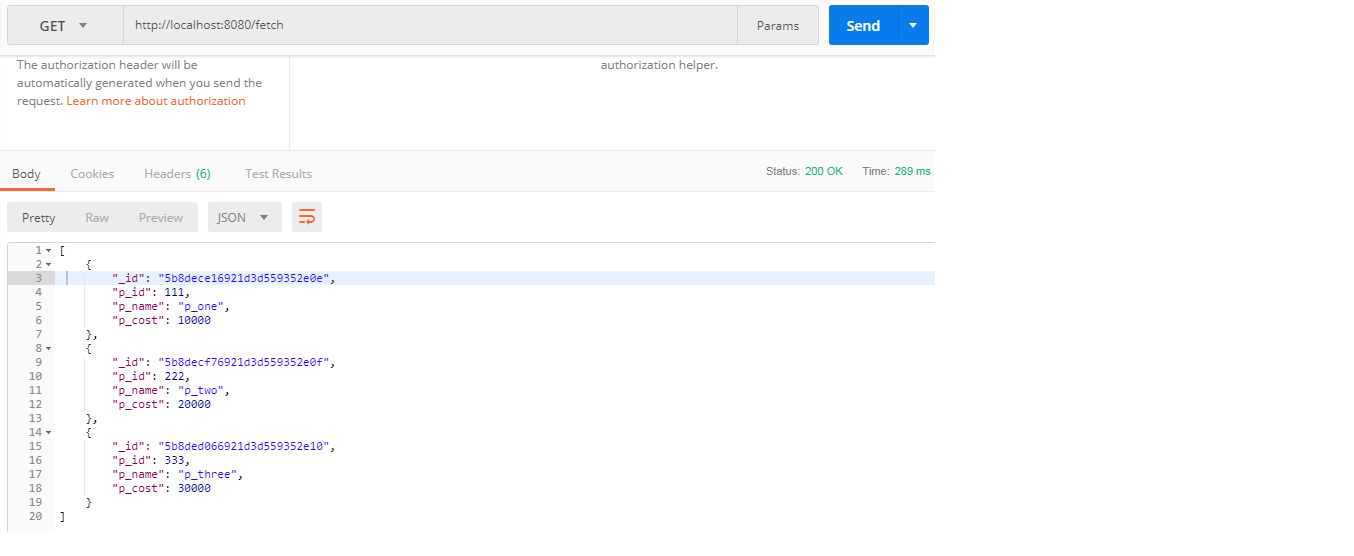 GET http://localhost:8080/fetch Params Send
The authorization header will be
automatically generated when you send the
request. Learn more about authorization
authorization helper.
Body Cookies Headers (6) Test Results Status: 200 OK Time: 289 ms
Pretty Raw Preview JSON
1 [
2 {
3 "_id": "5b8dece16921d3d559352e0e",
4 "p_id": 111,
5 "p_name": "p_one",
6 "p_cost": 10000
7 },
8 {
9 "_id": "5b8decf76921d3d559352e0f",
10 "p_id": 222,
11 "p_name": "p_two",
12 "p_cost": 20000
13 },
14 {
15 "_id": "5b8ded066921d3d559352e10",
16 "p_id": 333,
17 "p_name": "p_three",
18 "p_cost": 30000
19 }
20 ]